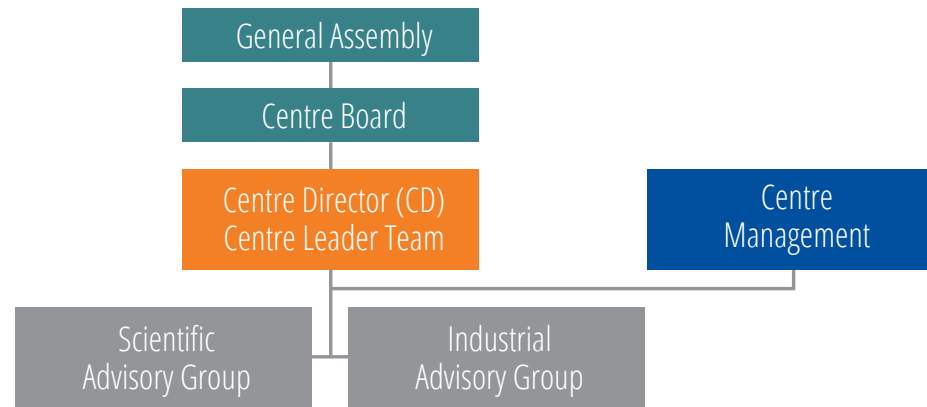 General Assembly
Centre Board
Centre Director (CD)
Centre Leader Team
Centre
Management
Scientific
Advisory Group
Industrial
Advisory Group